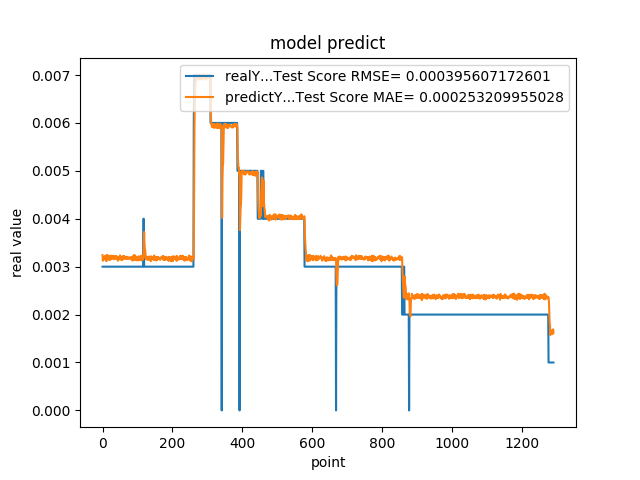 model predict
realY...Test Score RMSE= 0.000395607172601
predictY...Test Score MAE= 0.000253209955028
0.007
0.006
0.005
0.004
0.003
0.002
0.001
0.000
real value
0 200 400 600 800 1000 1200
point